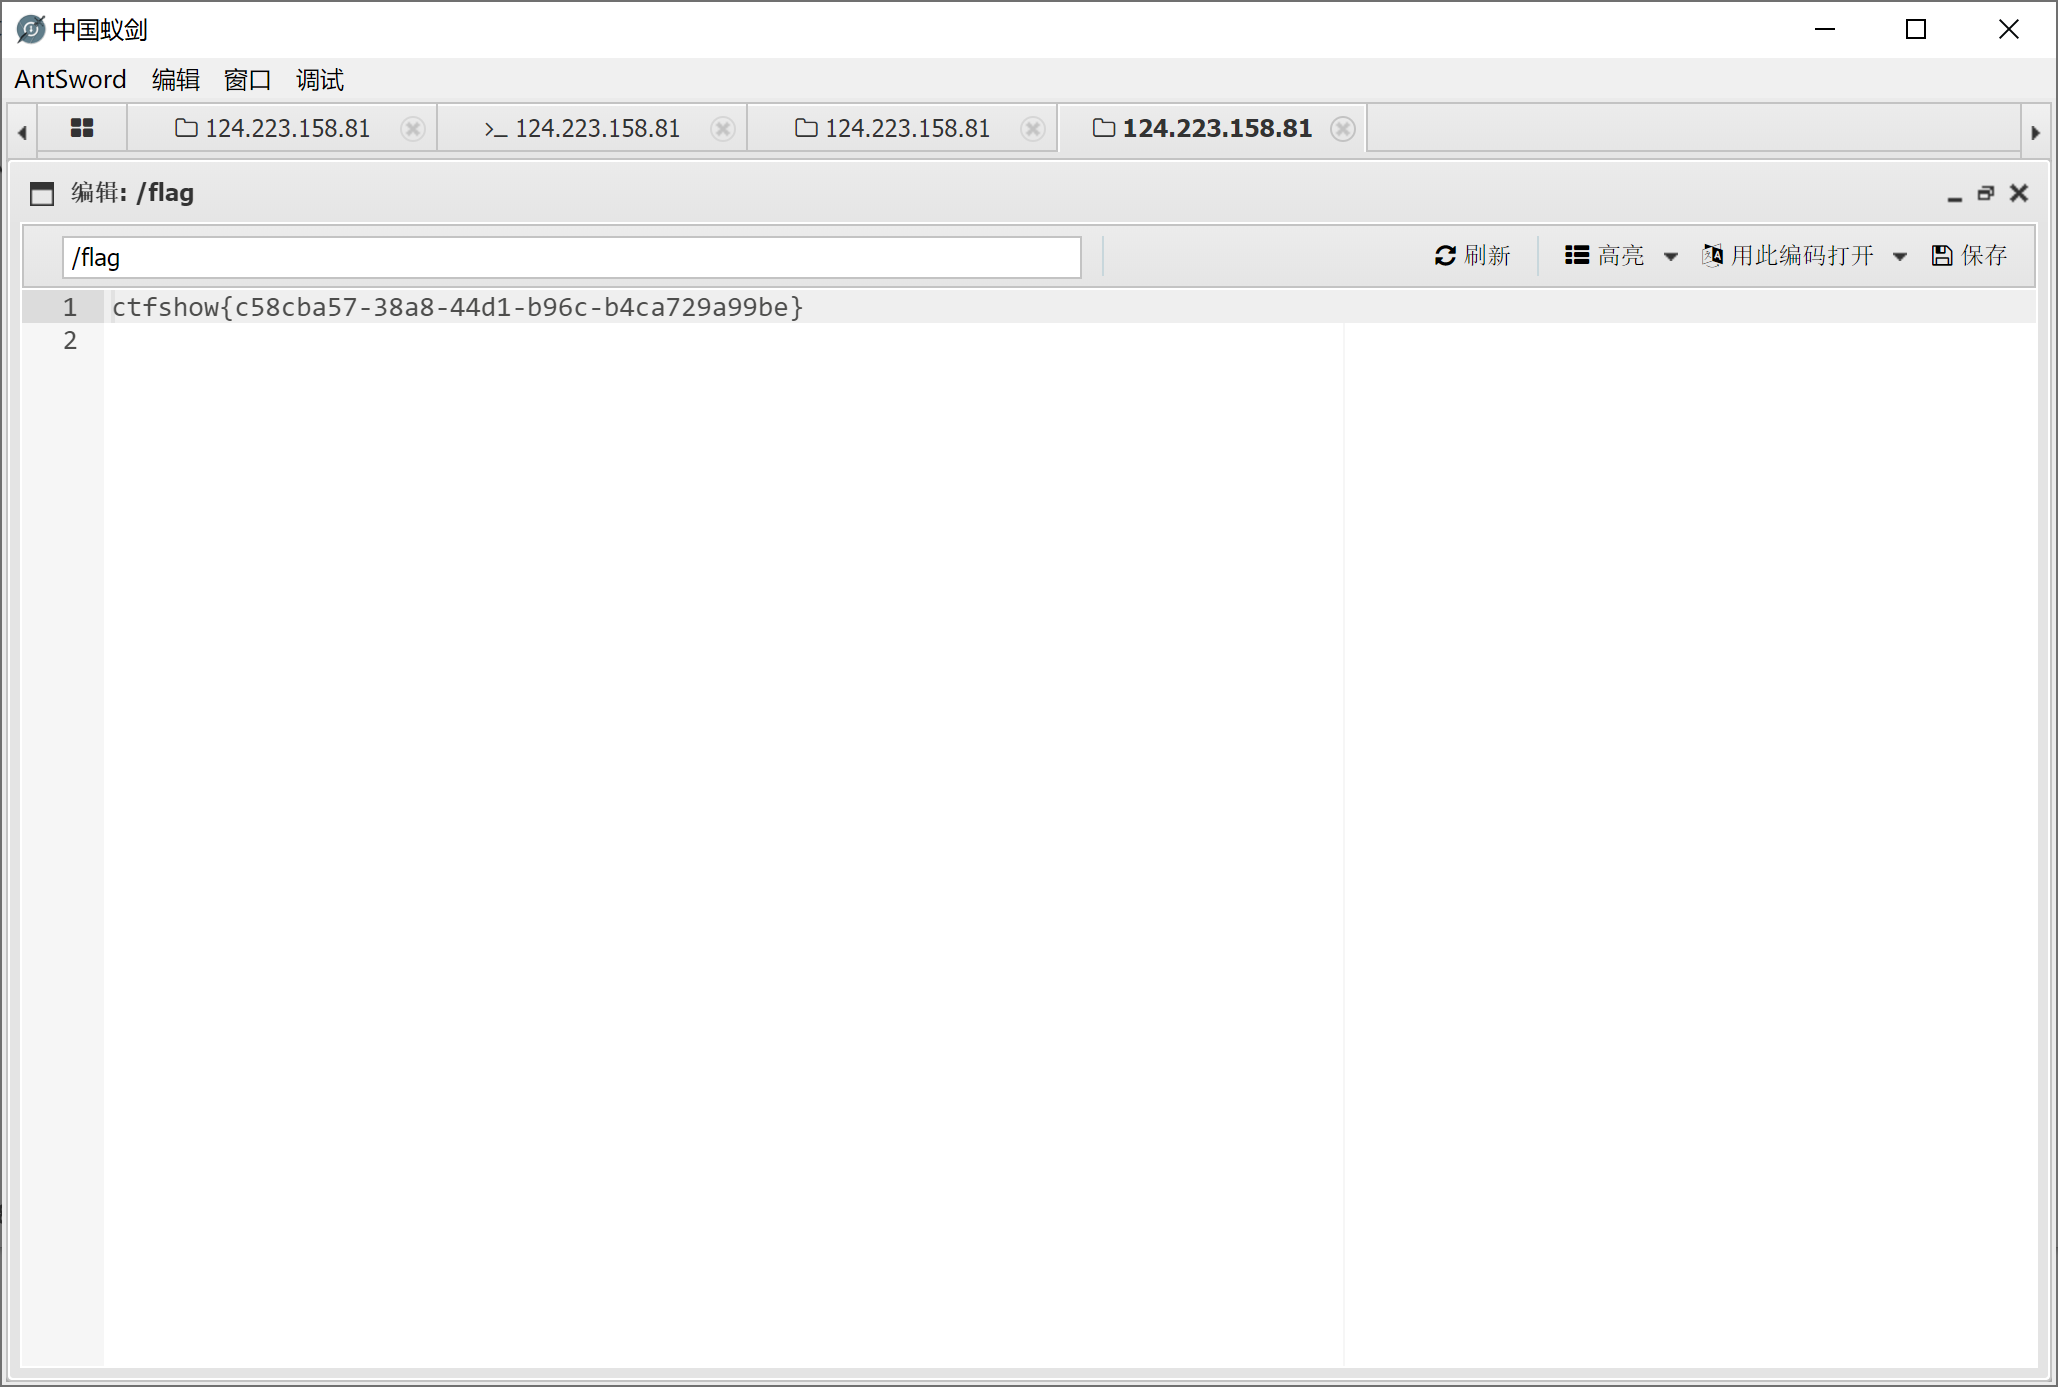 中国蚁剑
AntSword 编辑 窗口 调试
124.223.158.81 >_ 124.223.158.81 124.223.158.81 124.223.158.81
编辑: /flag
/flag 刷新 高亮 用此编码打开 保存
1 ctfshow{c58cba57-38a8-44d1-b96c-b4ca729a99be}
2